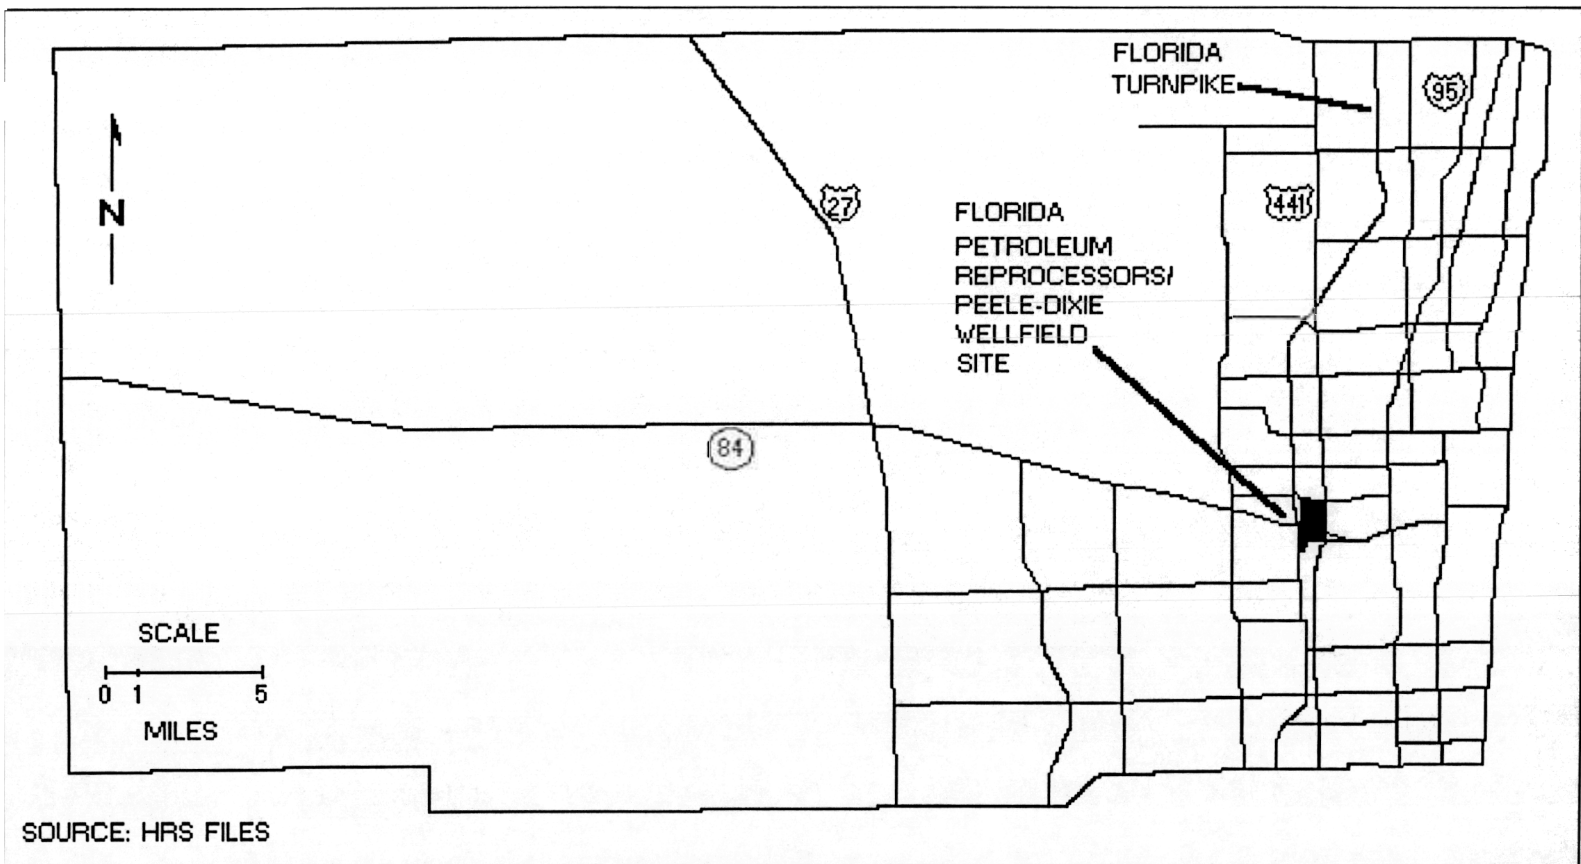 FLORIDA
TURNPIKE
95
N
27
441
FLORIDA
PETROLEUM
REPROCESSORS/
PEELE-DIXIE
WELLFIELD
SITE
84
SCALE
0 1 5
MILES
SOURCE: HRS FILES